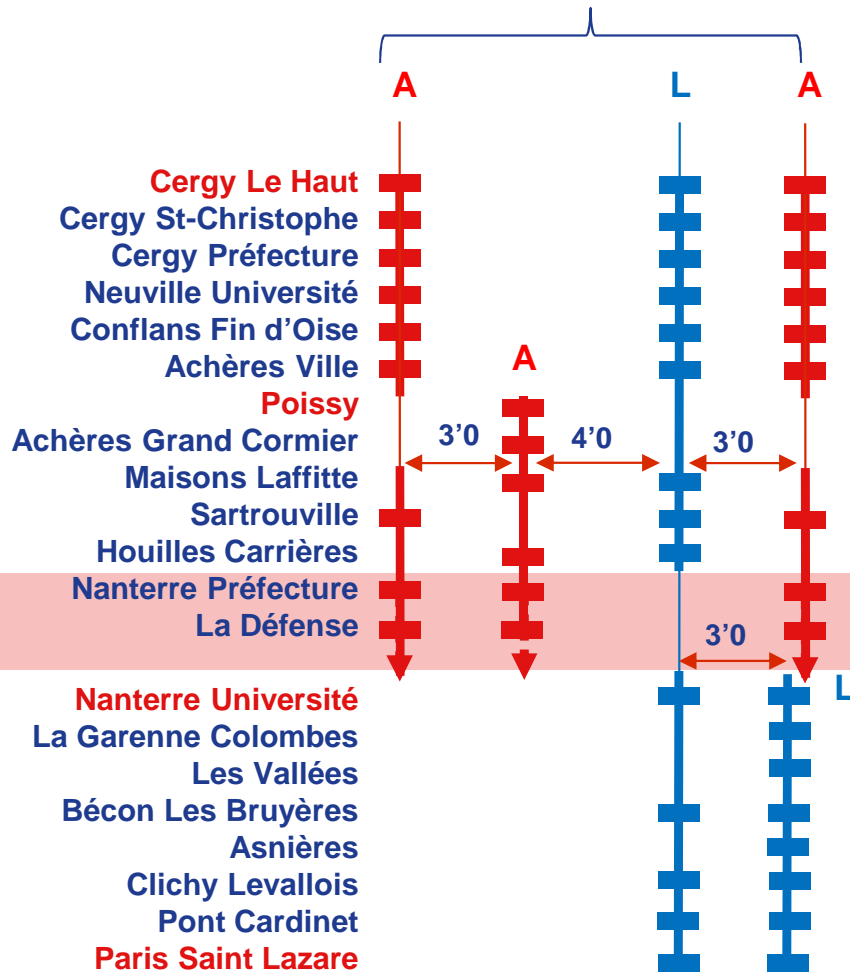 A L A
Cergy Le Haut
Cergy St-Christophe
Cergy Préfecture
Neuville Université
Conflans Fin d’Oise
Achères Ville
A
Poissy
Achères Grand Cormier
3’0 4’0 3’0
Maisons Laffitte
Sartrouville
Houilles Carrières
Nanterre Préfecture
La Défense
3’0
Nanterre Université
L
La Garenne Colombes
Les Vallées
Bécon Les Bruyères
Asnières
Clichy Levallois
Pont Cardinet
Paris Saint Lazare